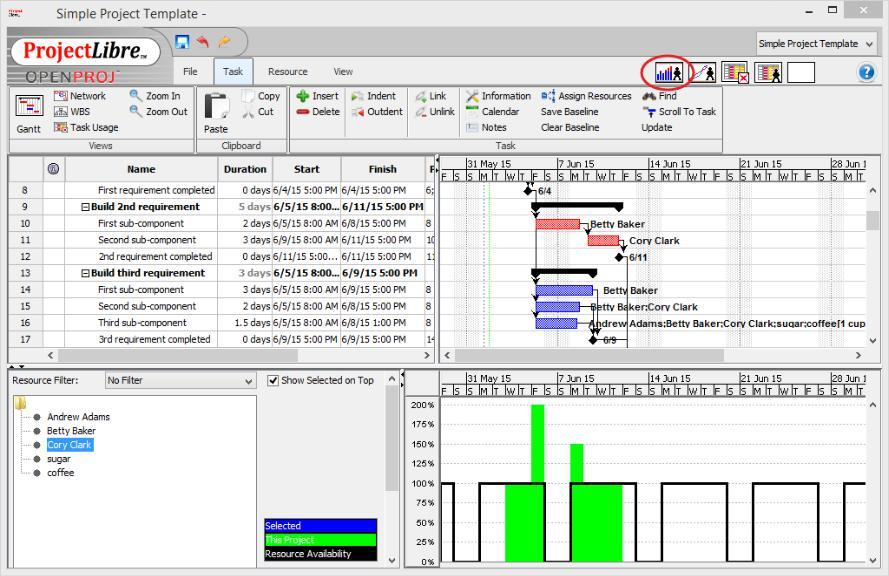 Simple Project Template -
ProjectLibre™
OPENPROJ
Simple Project Template
File Task Resource View
Network Zoom In Copy Insert Indent Link Information Assign Resources Find
WBS Zoom Out Cut Delete Outdent Unlink Calendar Save Baseline Scroll To Task
Gantt Task Usage Paste Notes Clear Baseline Update
Views Clipboard Task
Name Duration Start Finish
31 May 15 7 Jun 15 14 Jun 15 21 Jun 15 28 Jun 1
F S S M T W T F S S M T W T F S S M T W T F S S M T W T F S S M T
8 First requirement completed 0 days 6/4/15 5:00 PM 6/4/15 5:00 PM 6; 6/4
9 Build 2nd requirement 5 days 6/5/15 8:00... 6/11/15 5:00 PM
10 First sub-component 2 days 6/5/15 8:00 AM 6/8/15 5:00 PM 8 Betty Baker
11 Second sub-component 3 days 6/9/15 8:00 AM 6/11/15 5:00 PM 10 Cory Clark
12 2nd requirement completed 0 days 6/11/15 5:00... 6/11/15 5:00 PM 11 6/11
13 Build third requirement 3 days 6/5/15 8:00... 6/9/15 5:00 PM
14 First sub-component 3 days 6/5/15 8:00 AM 6/9/15 5:00 PM 8 Betty Baker
15 Second sub-component 2 days 6/5/15 8:00 AM 6/8/15 5:00 PM 8 Betty Baker;Cory Clark
16 Third sub-component 1.5 days 6/5/15 8:00 AM 6/8/15 1:00 PM 8 Andrew Adams;Betty Baker;Cory Clark;sugar;coffee[1 cup
17 3rd requirement completed 0 days 6/9/15 5:00 PM 6/9/15 5:00 PM 14 6/9
Resource Filter: No Filter Show Selected on Top
Andrew Adams
Betty Baker
Cory Clark
sugar
coffee
Selected
This Project
Resource Availability
31 May 15 7 Jun 15 14 Jun 15 21 Jun 15 28 Jun 1
F S S M T W T F S S M T W T F S S M T W T F S S M T W T F S S M T
200%
175%
150%
125%
100%
75%
50%
25%
0%